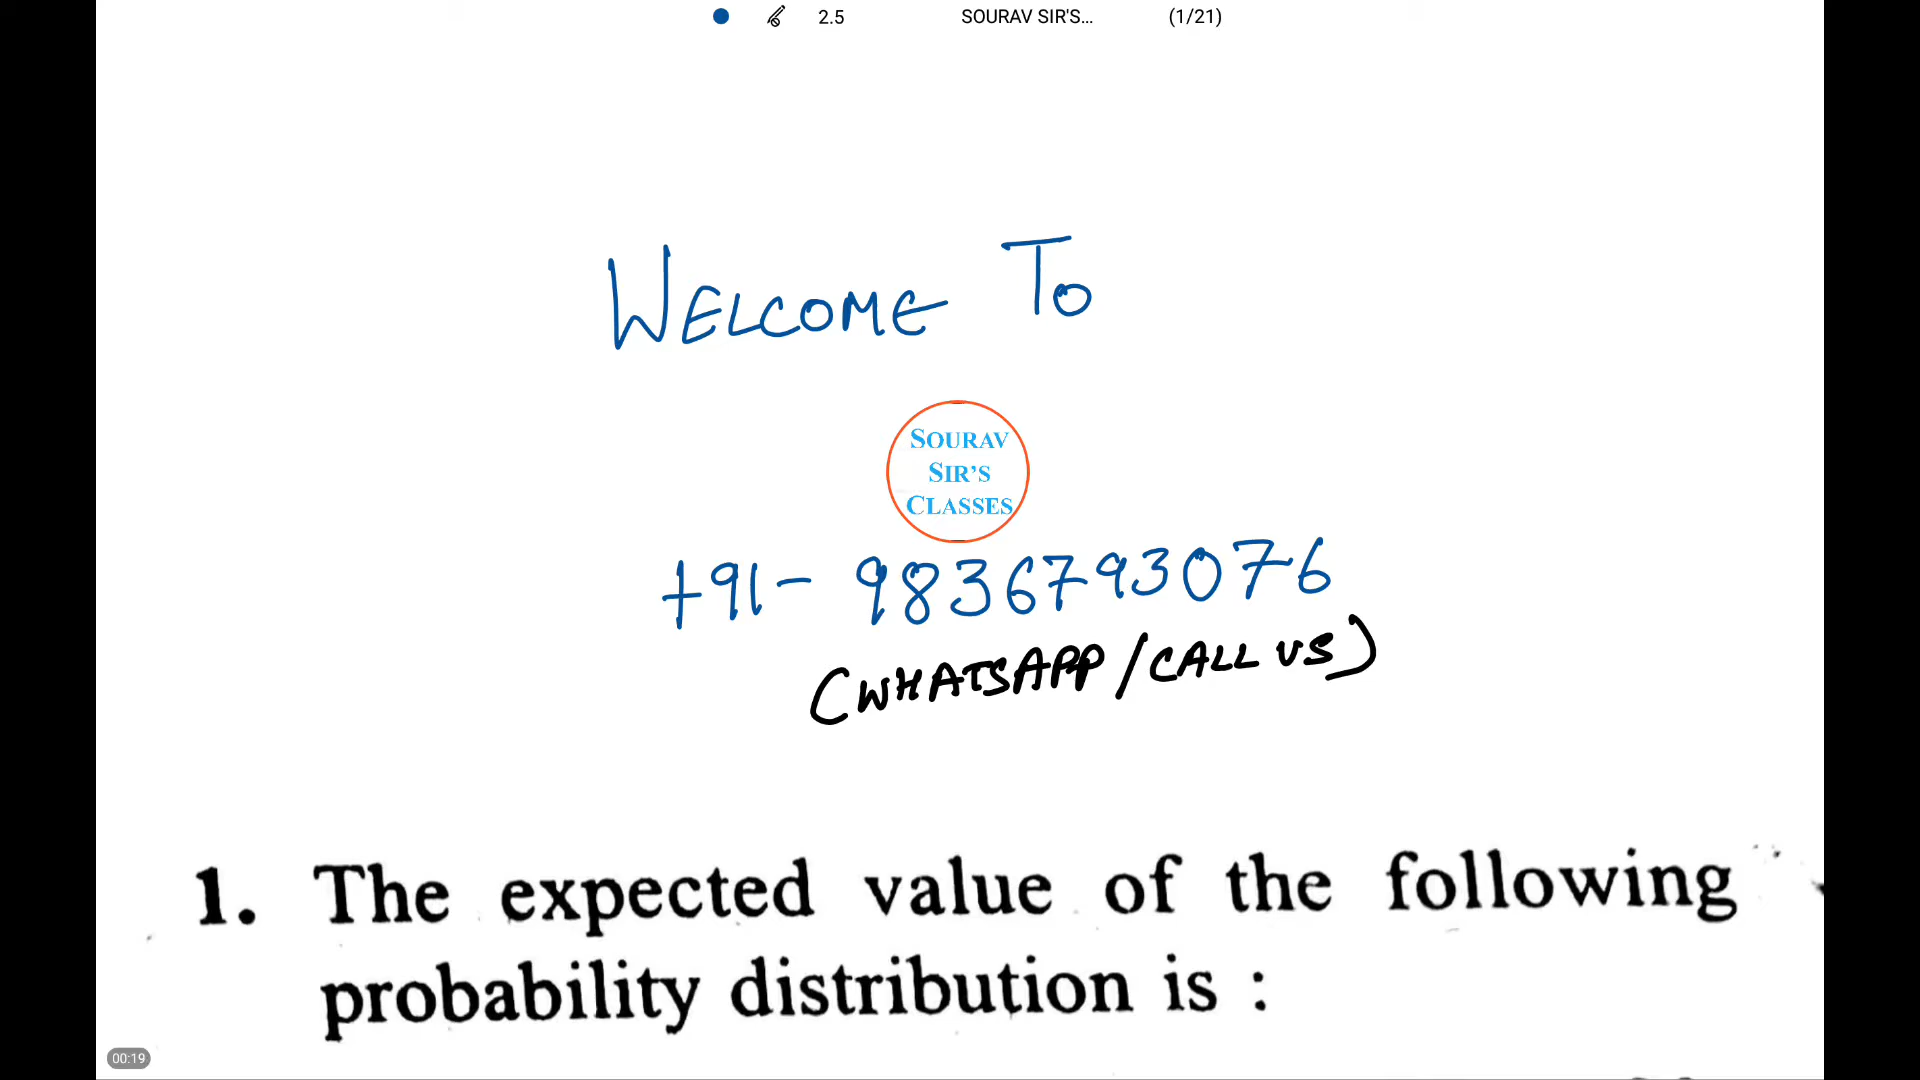 2.5 SOURAV SIR'S... (1/21)
WELCOME TO
SOURAV
SIR'S
CLASSES
+91- 9836793076
(WHATSAPP/CALL US)
1. The expected value of the following
probability distribution is :
00:19